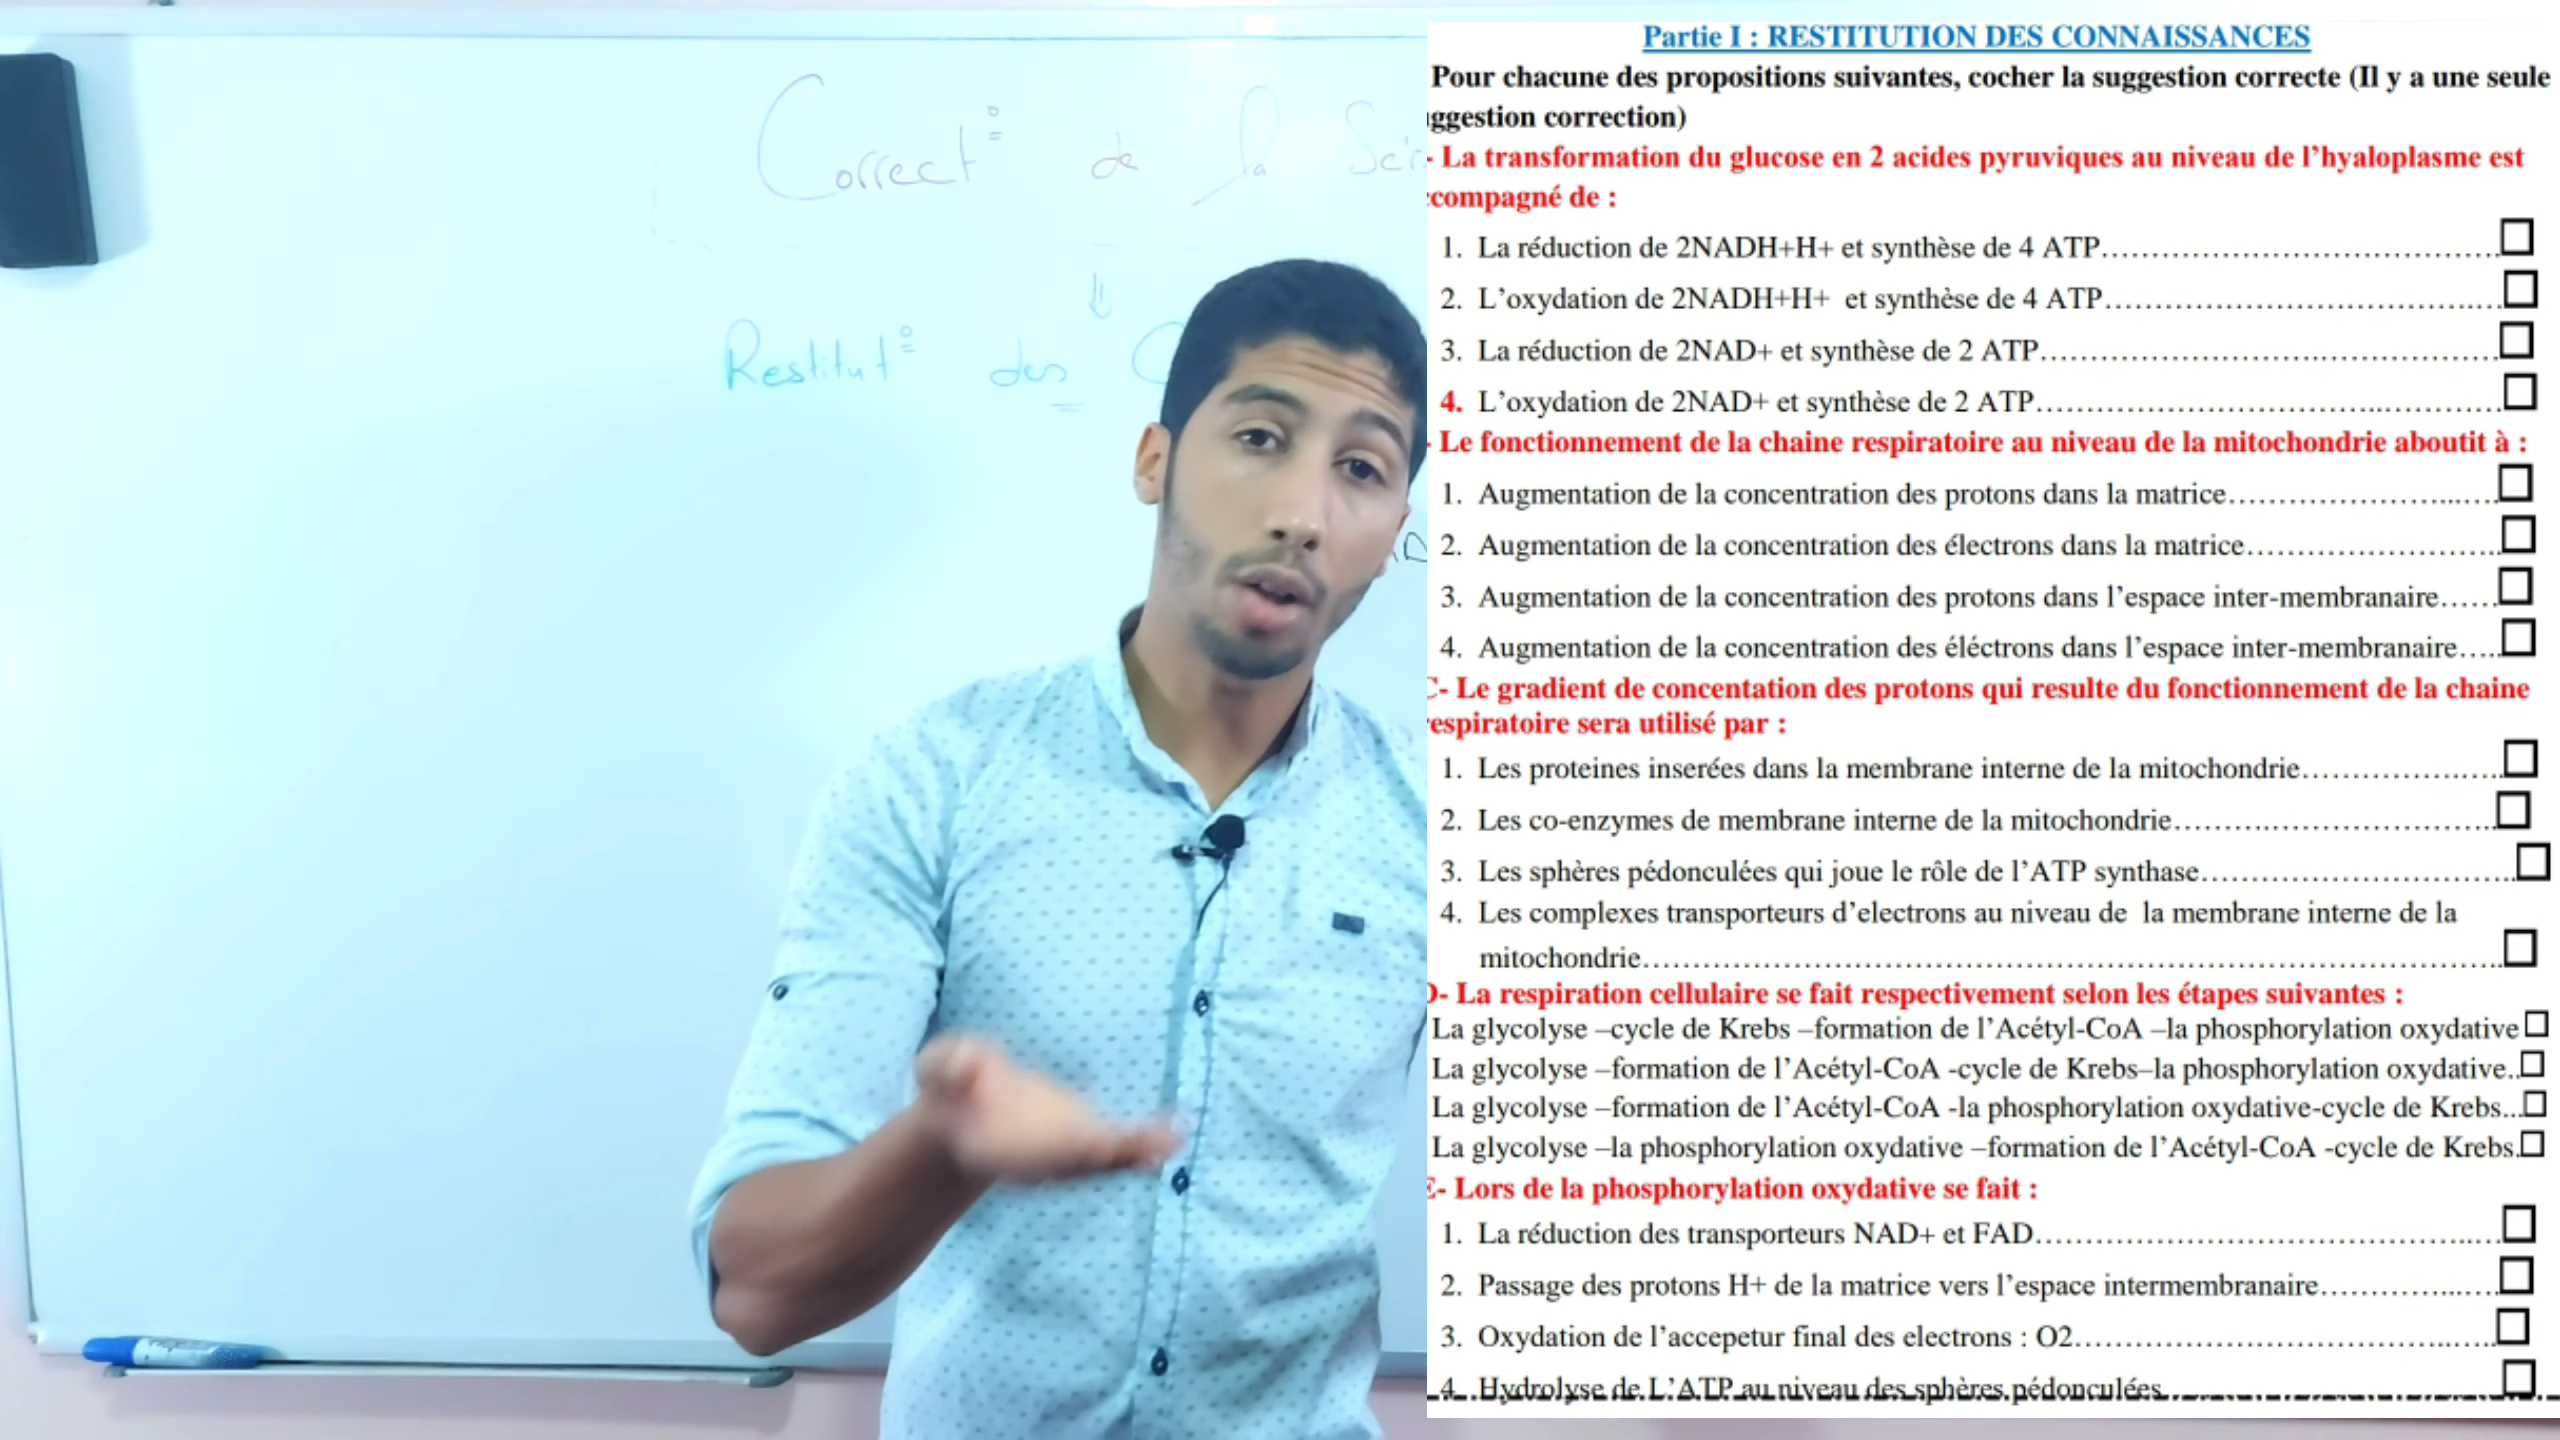 Correct° de la Sér
Restitut° des C
Partie I : RESTITUTION DES CONNAISSANCES
Pour chacune des propositions suivantes, cocher la suggestion correcte (Il y a une seule
ggestion correction)
- La transformation du glucose en 2 acides pyruviques au niveau de l’hyaloplasme est
ccompagné de :
1. La réduction de 2NADH+H+ et synthèse de 4 ATP
2. L’oxydation de 2NADH+H+ et synthèse de 4 ATP
3. La réduction de 2NAD+ et synthèse de 2 ATP
4. L’oxydation de 2NAD+ et synthèse de 2 ATP
- Le fonctionnement de la chaine respiratoire au niveau de la mitochondrie aboutit à :
1. Augmentation de la concentration des protons dans la matrice
2. Augmentation de la concentration des électrons dans la matrice
3. Augmentation de la concentration des protons dans l’espace inter-membranaire
4. Augmentation de la concentration des éléctrons dans l’espace inter-membranaire
C- Le gradient de concentation des protons qui resulte du fonctionnement de la chaine
respiratoire sera utilisé par :
1. Les proteines inserées dans la membrane interne de la mitochondrie
2. Les co-enzymes de membrane interne de la mitochondrie
3. Les sphères pédonculées qui joue le rôle de l’ATP synthase
4. Les complexes transporteurs d’electrons au niveau de la membrane interne de la
mitochondrie
D- La respiration cellulaire se fait respectivement selon les étapes suivantes :
La glycolyse –cycle de Krebs –formation de l’Acétyl-CoA –la phosphorylation oxydative
La glycolyse –formation de l’Acétyl-CoA -cycle de Krebs–la phosphorylation oxydative
La glycolyse –formation de l’Acétyl-CoA -la phosphorylation oxydative-cycle de Krebs
La glycolyse –la phosphorylation oxydative –formation de l’Acétyl-CoA -cycle de Krebs
E- Lors de la phosphorylation oxydative se fait :
1. La réduction des transporteurs NAD+ et FAD
2. Passage des protons H+ de la matrice vers l’espace intermembranaire
3. Oxydation de l’accepetur final des electrons : O2
4. Hydrolyse de L’ATP au niveau des sphères pédonculées